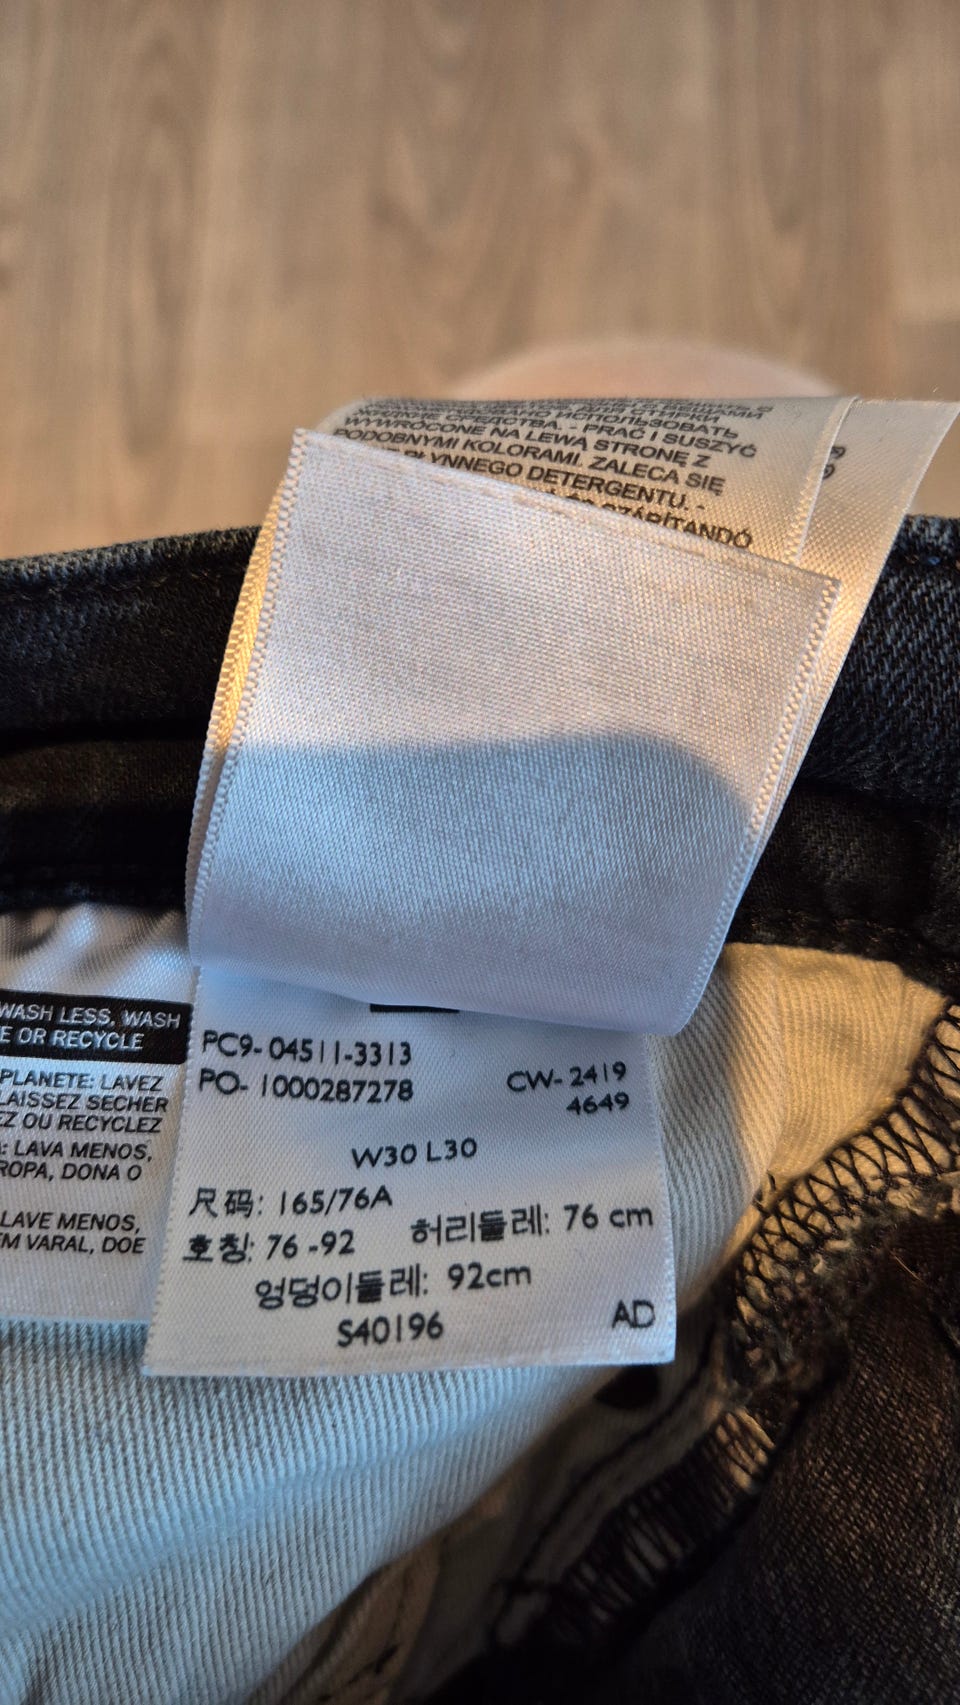 ИСПОЛЬЗОВАТЬ
WYWRÓCONE NA LEWĄ STRONĘ Z
PODOBNYMI KOLORAMI. ZALECA SIĘ
PŁYNNEGO DETERGENTU. -
WASH LESS, WASH
E OR RECYCLE
PLANETE: LAVEZ
LAISSEZ SECHER
EZ OU RECYCLEZ
: LAVA MENOS,
ROPA, DONA O
LAVE MENOS,
EM VARAL, DOE
PC9- 04511-3313
PO- 1000287278
CW- 2419
4649
W30 L30
尺码: 165/76A
호칭: 76 -92
허리둘레: 76 cm
엉덩이둘레: 92cm
S40196
AD